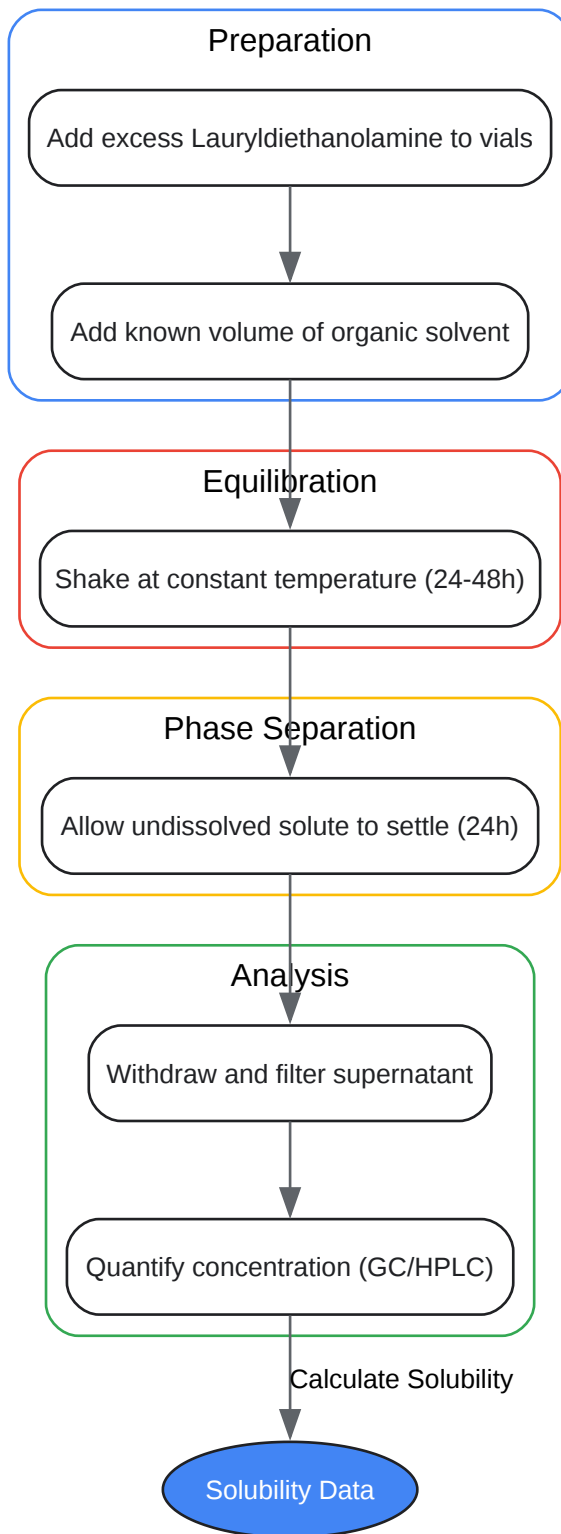 Preparation
Add excess Lauryldiethanolamine to vials
Add known volume of organic solvent
Equilibration
Shake at constant temperature (24-48h)
Phase Separation
Allow undissolved solute to settle (24h)
Analysis
Withdraw and filter supernatant
Quantify concentration (GC/HPLC)
Calculate Solubility
Solubility Data